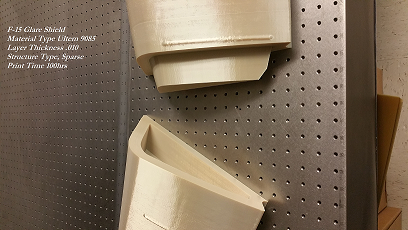 F-15 Glare Shield
Material Type Ultem 9085
Layer Thickness .010
Structure Type, Sparse
Print Time 100hrs